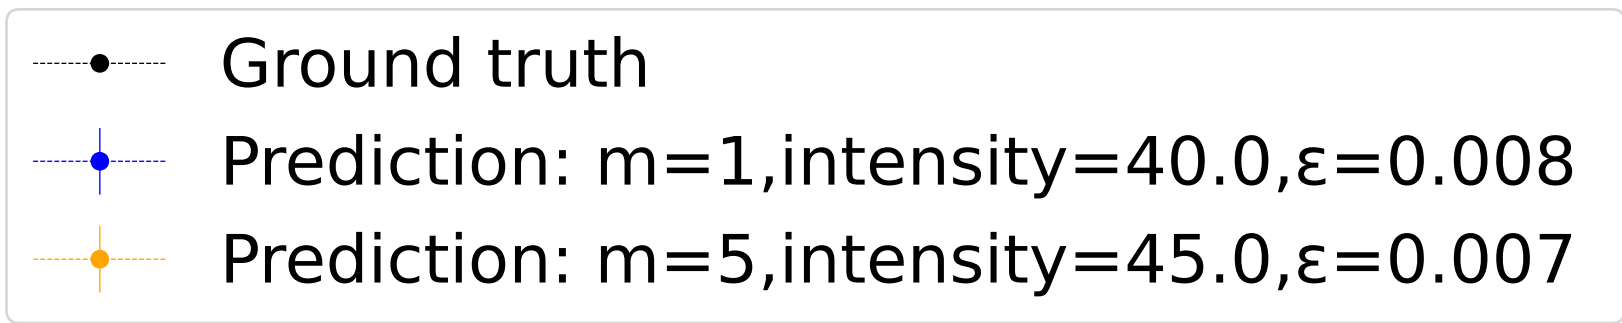 Ground truth
Prediction: m=1,intensity=40.0,ε=0.008
Prediction: m=5,intensity=45.0,ε=0.007